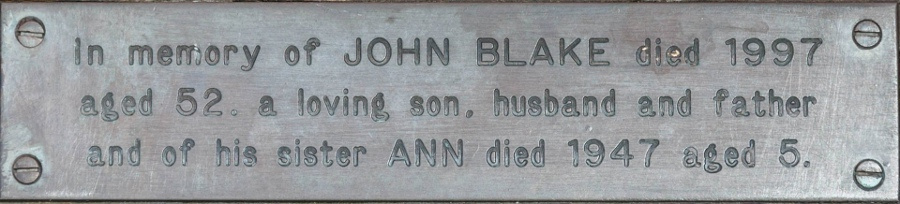 In memory of JOHN BLAKE died 1997
aged 52. a loving son, husband and father
and of his sister ANN died 1947 aged 5.